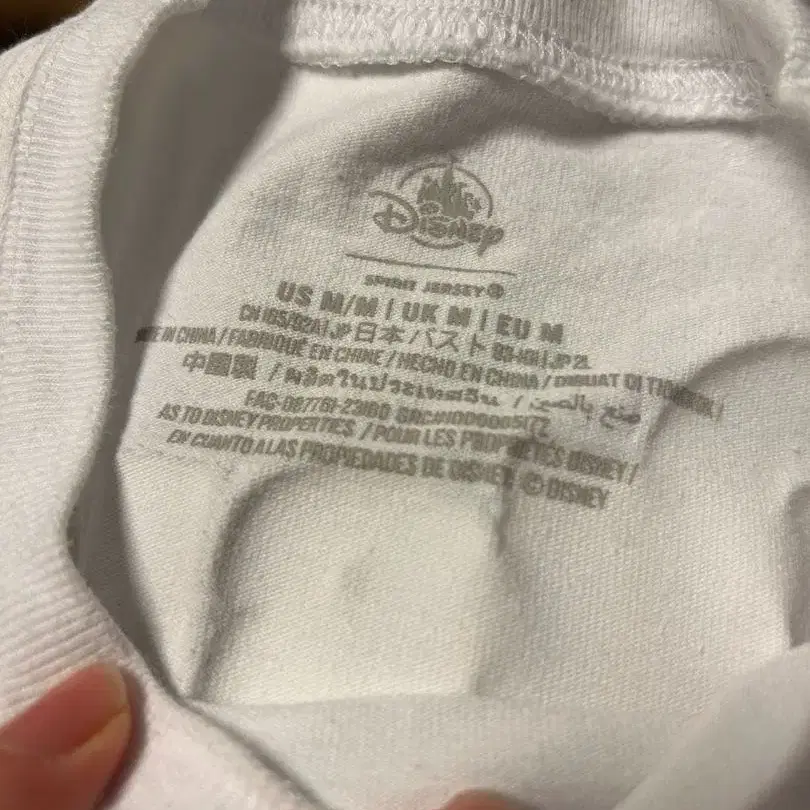 Disney
SPIRIT JERSEY®
US M/M | UK M | EU M
CN 165/92A | JP 日本 バスト 93-101 | JP 2L
MADE IN CHINA / FABRIQUÉ EN CHINE / HECHO EN CHINA / DIBUAT DI TIONGKOK /
中國製 / ผลิตในประเทศจีน / صنع بالصين
AS TO DISNEY PROPERTIES / POUR LES PROPRIÉTÉS DISNEY /
EN CUANTO A LAS PROPIEDADES DE DISNEY: © DISNEY